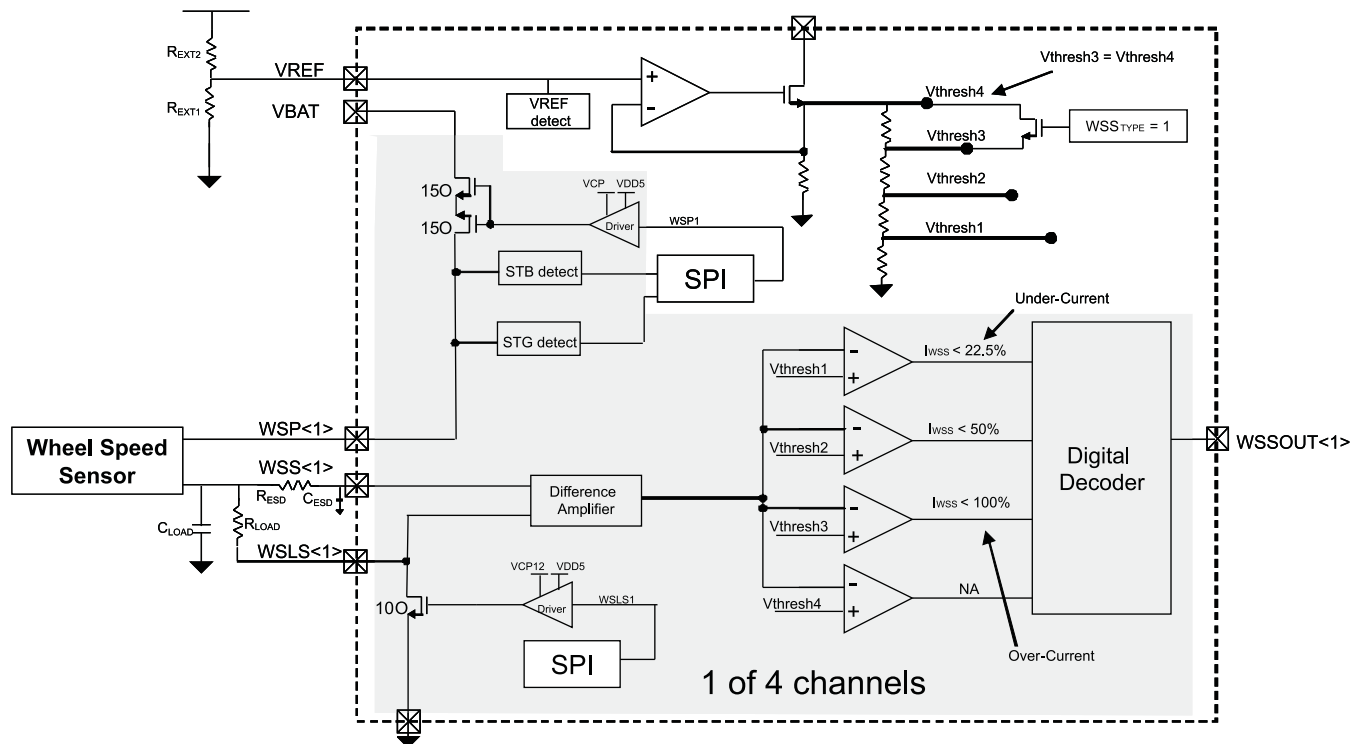 REXT2
REXT1
VREF
VBAT
VREF
detect
+
-
Vthresh3 = Vthresh4
Vthresh4
Vthresh3
Vthresh2
Vthresh1
WSSTYPE = 1
15O
15O
VCP
VDD5
Driver
WSP1
STB detect
SPI
STG detect
Under-Current
-
+
Vthresh1
IWSS < 22.5%
-
+
Vthresh2
IWSS < 50%
-
+
Vthresh3
IWSS < 100%
-
+
Vthresh4
NA
Over-Current
Digital
Decoder
WSSOUT<1>
Wheel Speed
Sensor
WSP<1>
WSS<1>
RESD
CESD
CLOAD
RLOAD
WSLS<1>
Difference
Amplifier
10O
VCP12
VDD5
Driver
WSLS1
SPI
1 of 4 channels